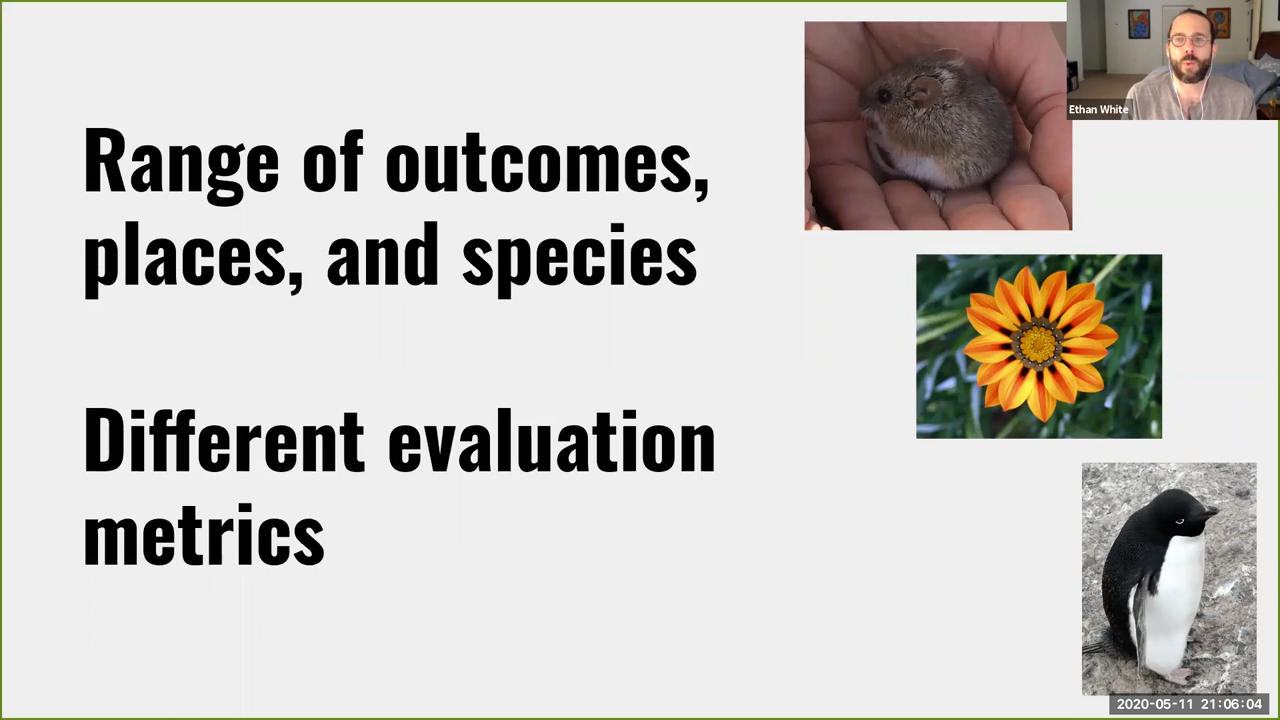 Ethan White
Range of outcomes,
places, and species
Different evaluation
metrics
2020-05-11 21:06:04